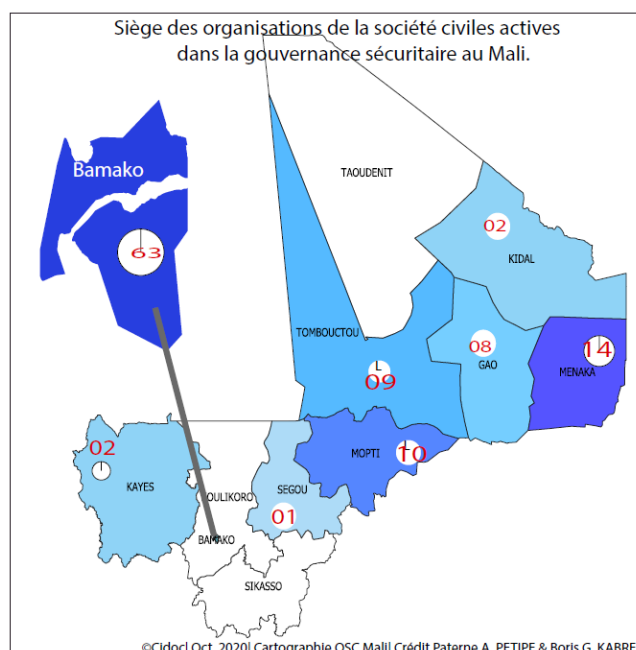 Siège des organisations de la société civiles actives
dans la gouvernance sécuritaire au Mali.
Bamako
63
TAOUDENIT
02
KIDAL
TOMBOUCTOU
09
08
GAO
14
MENAKA
02
KAYES
OULIKORO
SEGOU
01
MOPTI
10
BAMAKO
SIKASSO
©Cidoc| Oct. 2020| Cartographie OSC Mali| Crédit Paterne A. PETIPE & Boris G. KABRE